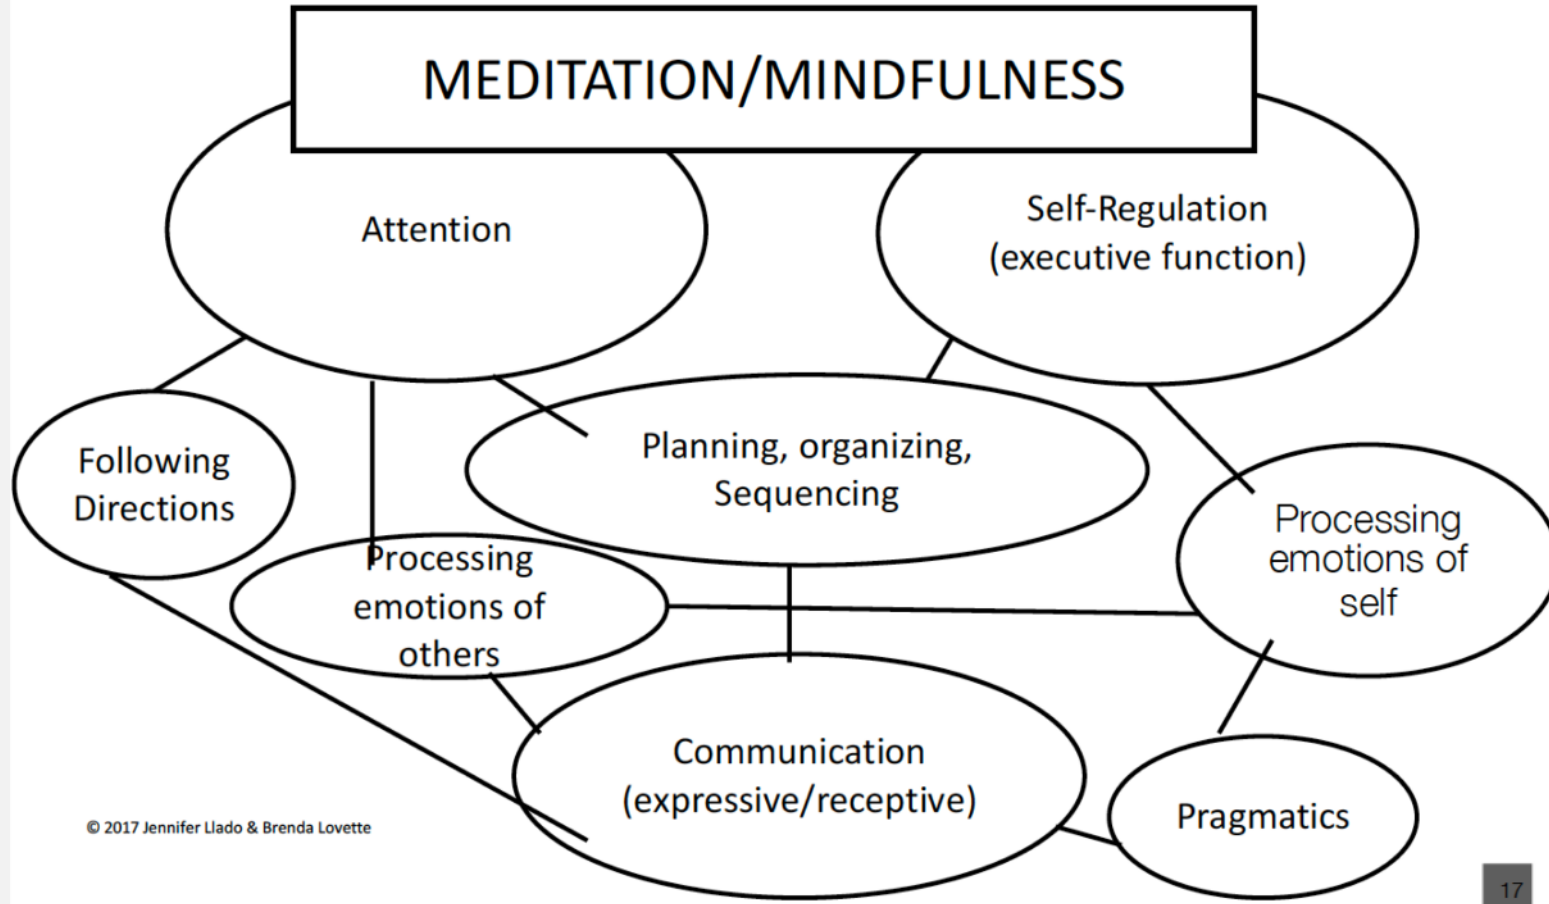 MEDITATION/MINDFULNESS
Attention
Self-Regulation
(executive function)
Following
Directions
Planning, organizing,
Sequencing
Processing
emotions of
others
Processing
emotions of
self
Communication
(expressive/receptive)
Pragmatics
© 2017 Jennifer Llado & Brenda Lovette
17